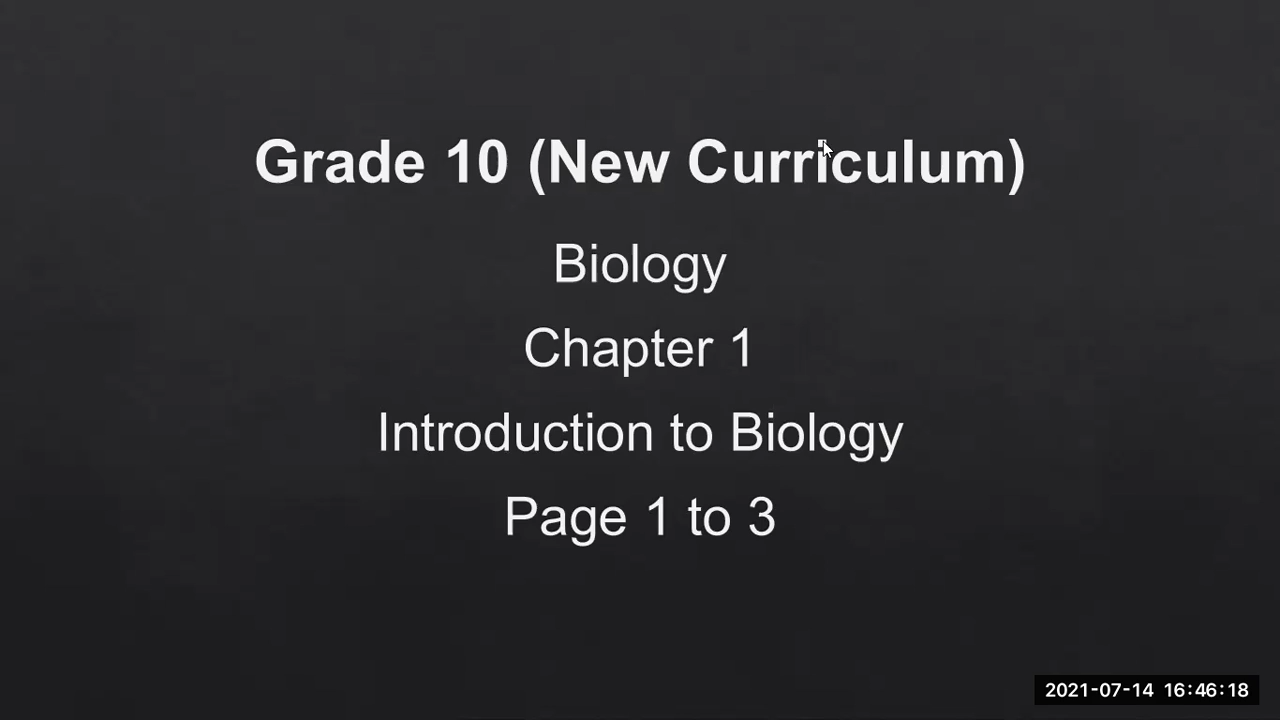 Grade 10 (New Curriculum)
Biology
Chapter 1
Introduction to Biology
Page 1 to 3
2021-07-14 16:46:18